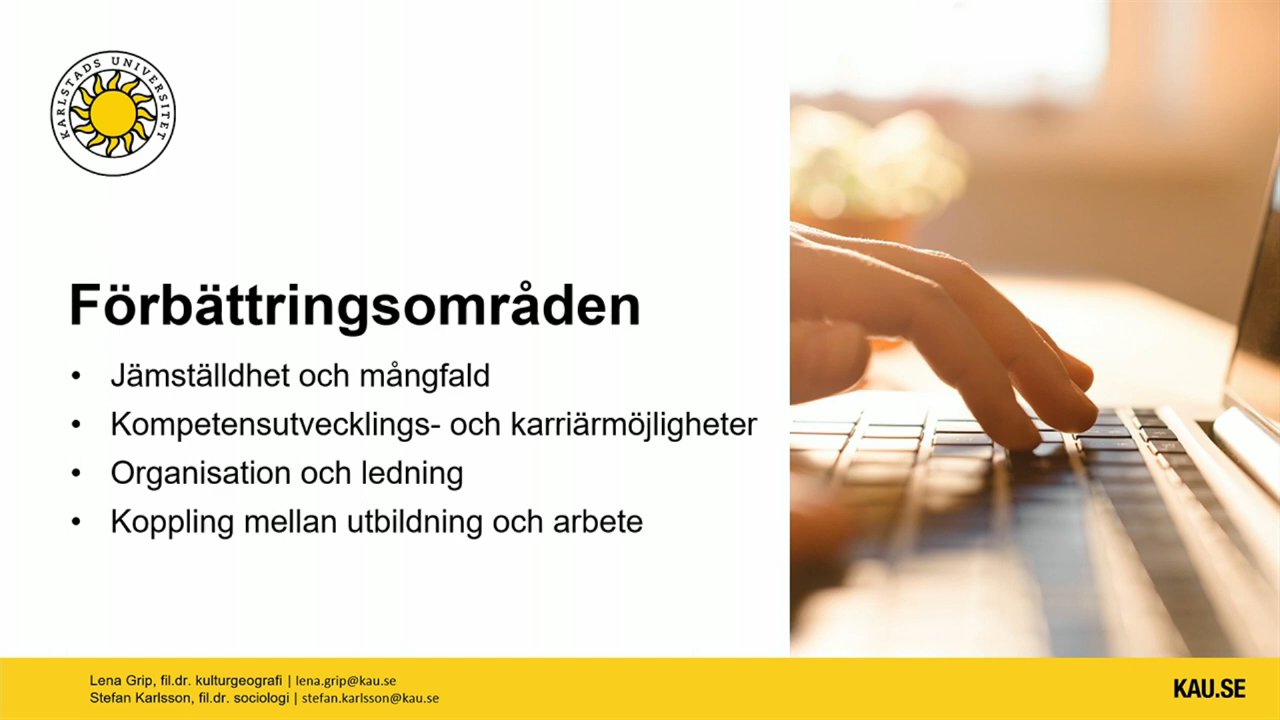 KARLSTADS UNIVERSITET
Förbättringsområden
• Jämställdhet och mångfald
• Kompetensutvecklings- och karriärmöjligheter
• Organisation och ledning
• Koppling mellan utbildning och arbete
Lena Grip, fil.dr. kulturgeografi | lena.grip@kau.se
Stefan Karlsson, fil.dr. sociologi | stefan.karlsson@kau.se
KAU.SE